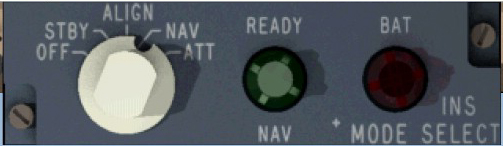 ALIGN
STBY NAV
OFF ATT
READY
NAV
BAT
INS
MODE SELECT